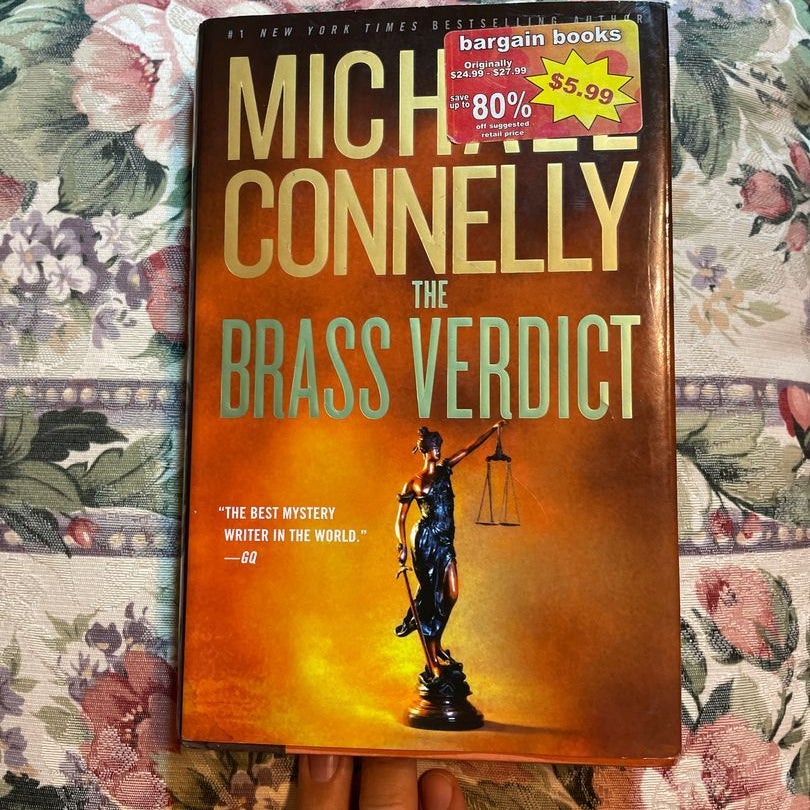 #1 NEW YORK TIMES BESTSELLING AUTHOR
bargain books
Originally
$24.99 - $27.99
$5.99
save
up to 80%
off suggested
retail price
MICHAEL
CONNELLY
THE
BRASS VERDICT
“THE BEST MYSTERY
WRITER IN THE WORLD.”
—GQ